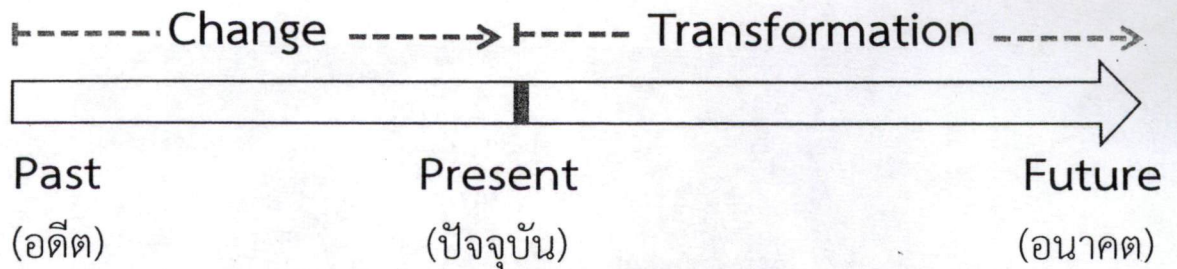 Change Transformation
Past Present Future
(อดีต) (ปัจจุบัน) (อนาคต)